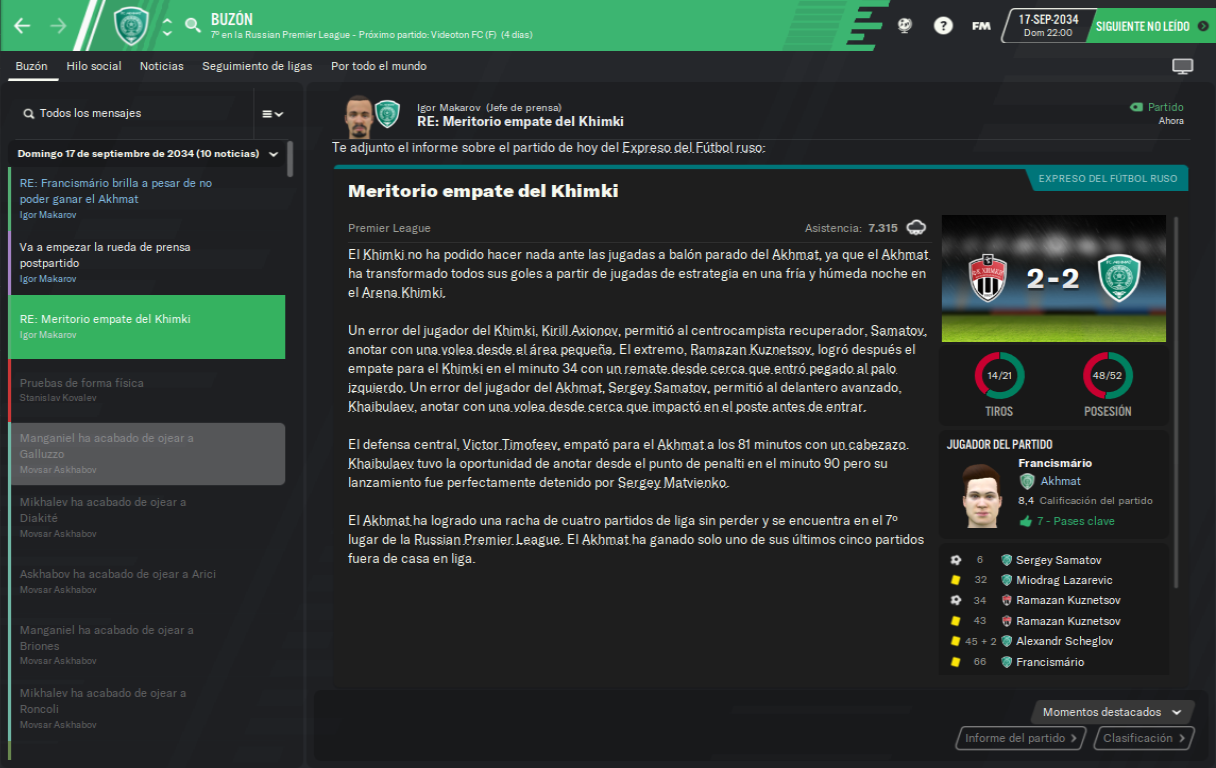 BUZÓN
7º en la Russian Premier League - Próximo partido: Videoton FC (F) (4 días)
FM
17-SEP-2034
Dom 22:00
SIGUIENTE NO LEÍDO
Buzón
Hilo social
Noticias
Seguimiento de ligas
Por todo el mundo
Todos los mensajes
Domingo 17 de septiembre de 2034 (10 noticias)
RE: Francismário brilla a pesar de no
poder ganar el Akhmat
Igor Makarov
Va a empezar la rueda de prensa
postpartido
Igor Makarov
RE: Meritorio empate del Khimki
Igor Makarov
Pruebas de forma física
Stanislav Kovalev
Manganiel ha acabado de ojear a
Galluzzo
Movsar Askhabov
Mikhalev ha acabado de ojear a
Diakité
Movsar Askhabov
Askhabov ha acabado de ojear a Arici
Movsar Askhabov
Manganiel ha acabado de ojear a
Briones
Movsar Askhabov
Mikhalev ha acabado de ojear a
Roncoli
Movsar Askhabov
Igor Makarov (Jefe de prensa)
RE: Meritorio empate del Khimki
Partido
Ahora
Te adjunto el informe sobre el partido de hoy del Expreso del Fútbol ruso:
EXPRESO DEL FÚTBOL RUSO
Meritorio empate del Khimki
Premier League
Asistencia: 7.315
El Khimki no ha podido hacer nada ante las jugadas a balón parado del Akhmat, ya que el Akhmat
ha transformado todos sus goles a partir de jugadas de estrategia en una fría y húmeda noche en
el Arena Khimki.
Un error del jugador del Khimki, Kirill Axionov, permitió al centrocampista recuperador, Samatov,
anotar con una volea desde el área pequeña. El extremo, Ramazan Kuznetsov, logró después el
empate para el Khimki en el minuto 34 con un remate desde cerca que entró pegado al palo
izquierdo. Un error del jugador del Akhmat, Sergey Samatov, permitió al delantero avanzado,
Khaibulaev, anotar con una volea desde cerca que impactó en el poste antes de entrar.
El defensa central, Victor Timofeev, empató para el Akhmat a los 81 minutos con un cabezazo.
Khaibulaev tuvo la oportunidad de anotar desde el punto de penalti en el minuto 90 pero su
lanzamiento fue perfectamente detenido por Sergey Matvienko.
El Akhmat ha logrado una racha de cuatro partidos de liga sin perder y se encuentra en el 7º
lugar de la Russian Premier League. El Akhmat ha ganado solo uno de sus últimos cinco partidos
fuera de casa en liga.
2-2
14/21
TIROS
48/52
POSESIÓN
JUGADOR DEL PARTIDO
Francismário
Akhmat
8,4 Calificación del partido
7 - Pases clave
6 Sergey Samatov
32 Miodrag Lazarevic
34 Ramazan Kuznetsov
43 Ramazan Kuznetsov
45 + 2 Alexandr Scheglov
66 Francismário
Momentos destacados
Informe del partido
Clasificación